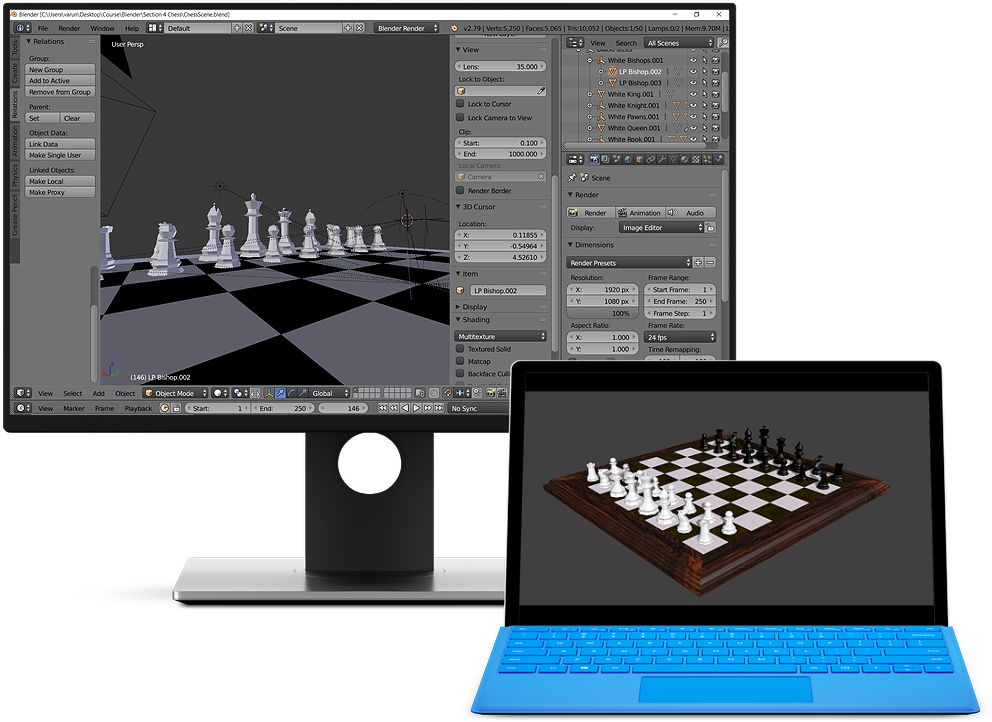 Blender [C:\Users\varun\Desktop\Course\Blender\Section 4 Chess\ChessScene.blend]
File Render Window Help Default Scene Blender Render v2.79 | Verts:5,250 | Faces:5,065 | Tris:10,052 | Objects:1/50 | Lamps:0/2 | Mem:9.70M
Tools
Create
Relations
Animation
Physics
Grease Pencil
Relations
Group:
New Group
Add to Active
Remove from Group
Parent:
Set Clear
Object Data:
Link Data
Make Single User
Linked Objects:
Make Local
Make Proxy
User Persp
(146) LP Bishop.002
View
Lens: 35.000
Lock to Object:
Lock to Cursor
Lock Camera to View
Clip:
Start: 0.100
End: 1000.000
Local Camera:
Camera
Render Border
3D Cursor
Location:
X: 0.11855
Y: -0.54964
Z: 4.52610
Item
LP Bishop.002
Display
Shading
Multitexture
Textured Solid
Matcap
Backface Culli
View Search All Scenes
White Bishops.001
LP Bishop.002
LP Bishop.003
White King.001
White Knight.001
White Pawns.001
White Queen.001
White Rook.001
Scene
Render
Render Animation Audio
Display: Image Editor
Dimensions
Render Presets
Resolution: Frame Range:
X: 1920 px Start Frame: 1
Y: 1080 px End Frame: 250
100% Frame Step: 1
Aspect Ratio: Frame Rate:
X: 1.000 24 fps
Y: 1.000 Time Remapping:
View Select Add Object Object Mode Global
View Marker Frame Playback Start: 1 End: 250 146 No Sync